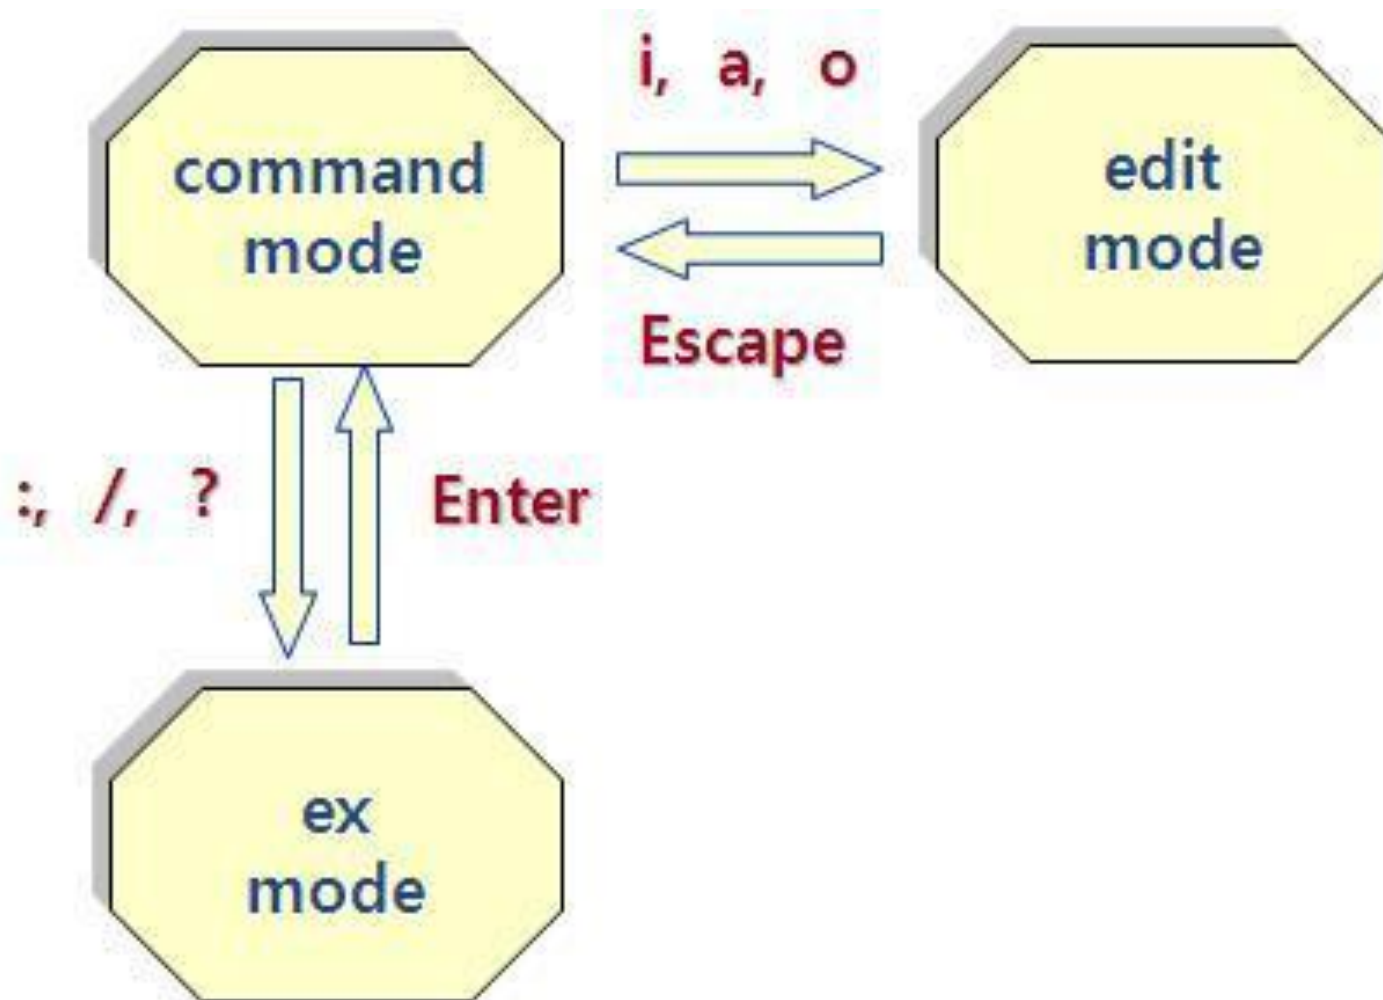 i, a, o
command
mode
edit
mode
Escape
:, /, ?
Enter
ex
mode